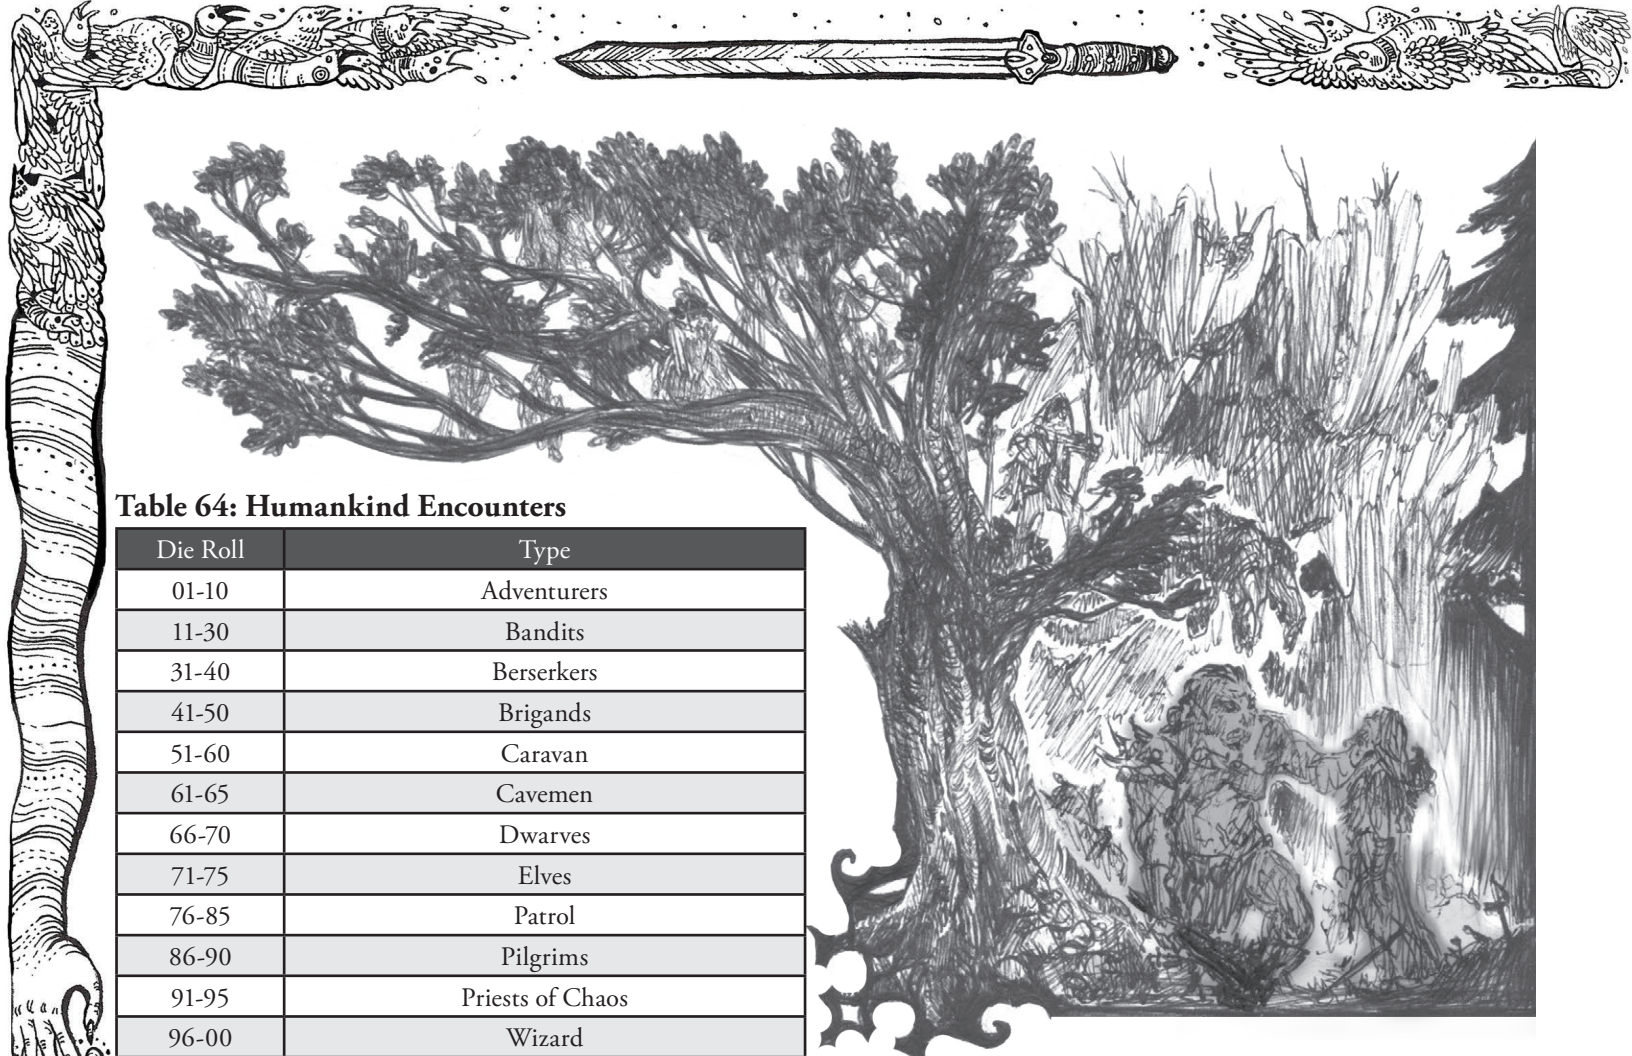 Table 64: Humankind Encounters
Die Roll Type
01-10 Adventurers
11-30 Bandits
31-40 Berserkers
41-50 Brigands
51-60 Caravan
61-65 Cavemen
66-70 Dwarves
71-75 Elves
76-85 Patrol
86-90 Pilgrims
91-95 Priests of Chaos
96-00 Wizard